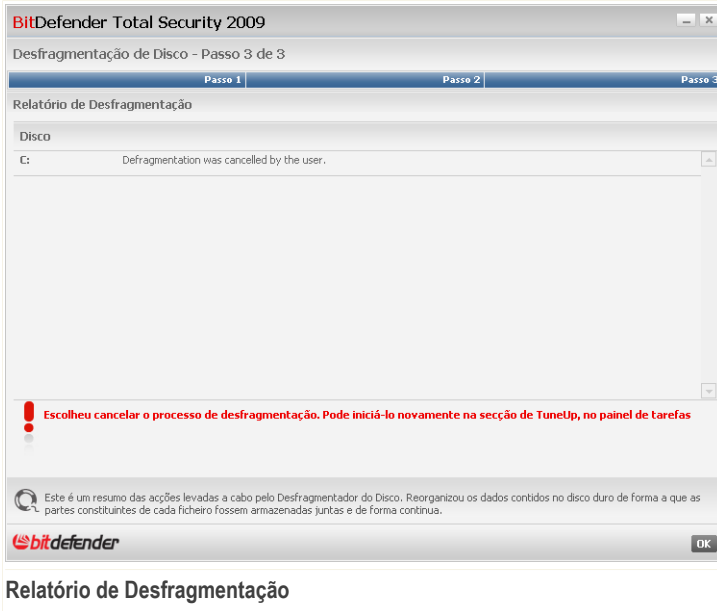 BitDefender Total Security 2009
Desfragmentação de Disco - Passo 3 de 3
Passo 1
Passo 2
Passo 3
Relatório de Desfragmentação
Disco
C:
Defragmentation was cancelled by the user.
Escolheu cancelar o processo de desfragmentação. Pode iniciá-lo novamente na secção de TuneUp, no painel de tarefas
Este é um resumo das acções levadas a cabo pelo Desfragmentador do Disco. Reorganizou os dados contidos no disco duro de forma a que as
partes constituintes de cada ficheiro fossem armazenadas juntas e de forma continua.
bitdefender
OK
Relatório de Desfragmentação